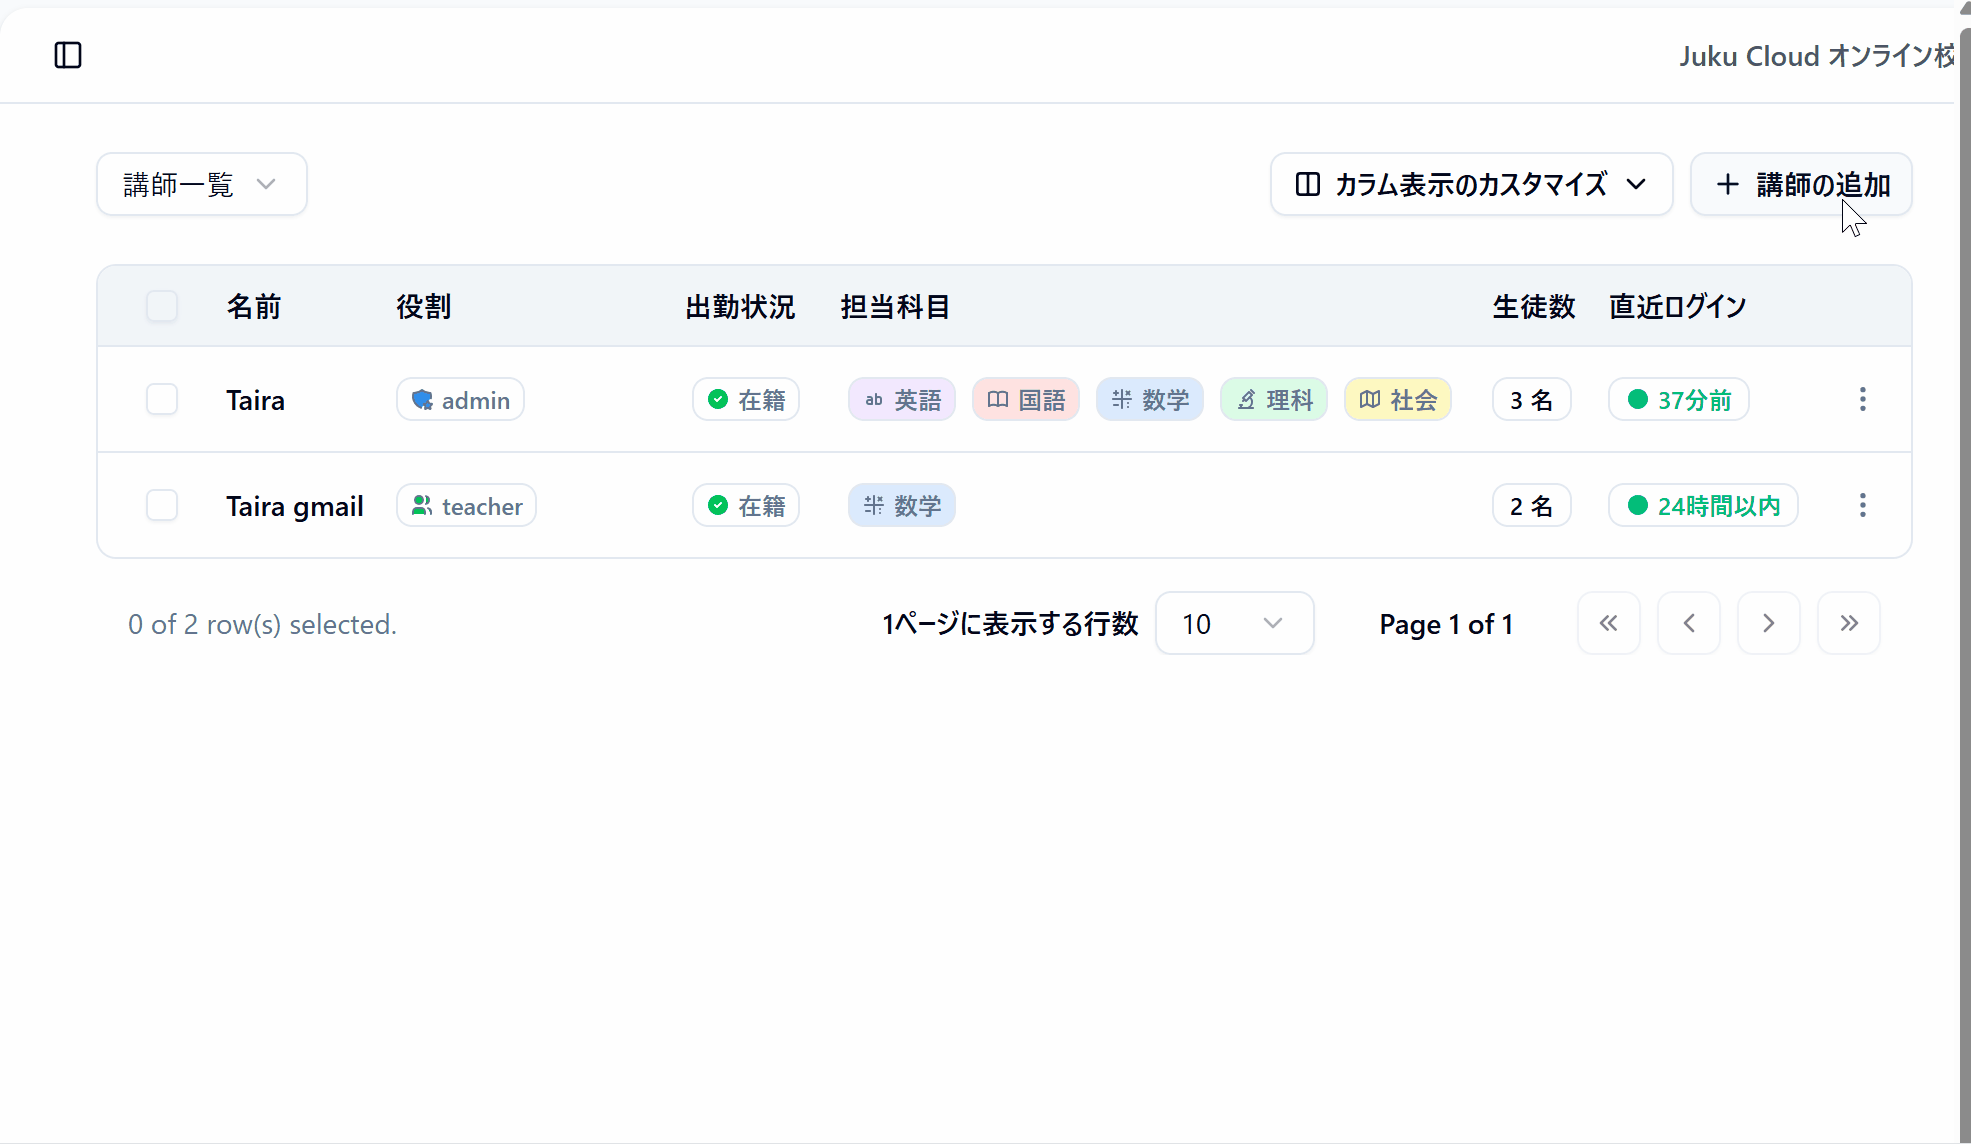 Juku Cloud オンライン校
講師一覧
カラム表示のカスタマイズ
講師の追加
名前 役割 出勤状況 担当科目 生徒数 直近ログイン
Taira admin 在籍 ab 英語 国語 数学 理科 社会 3 名 37分前
Taira gmail teacher 在籍 数学 2 名 24時間以内
0 of 2 row(s) selected. 1ページに表示する行数 10 Page 1 of 1